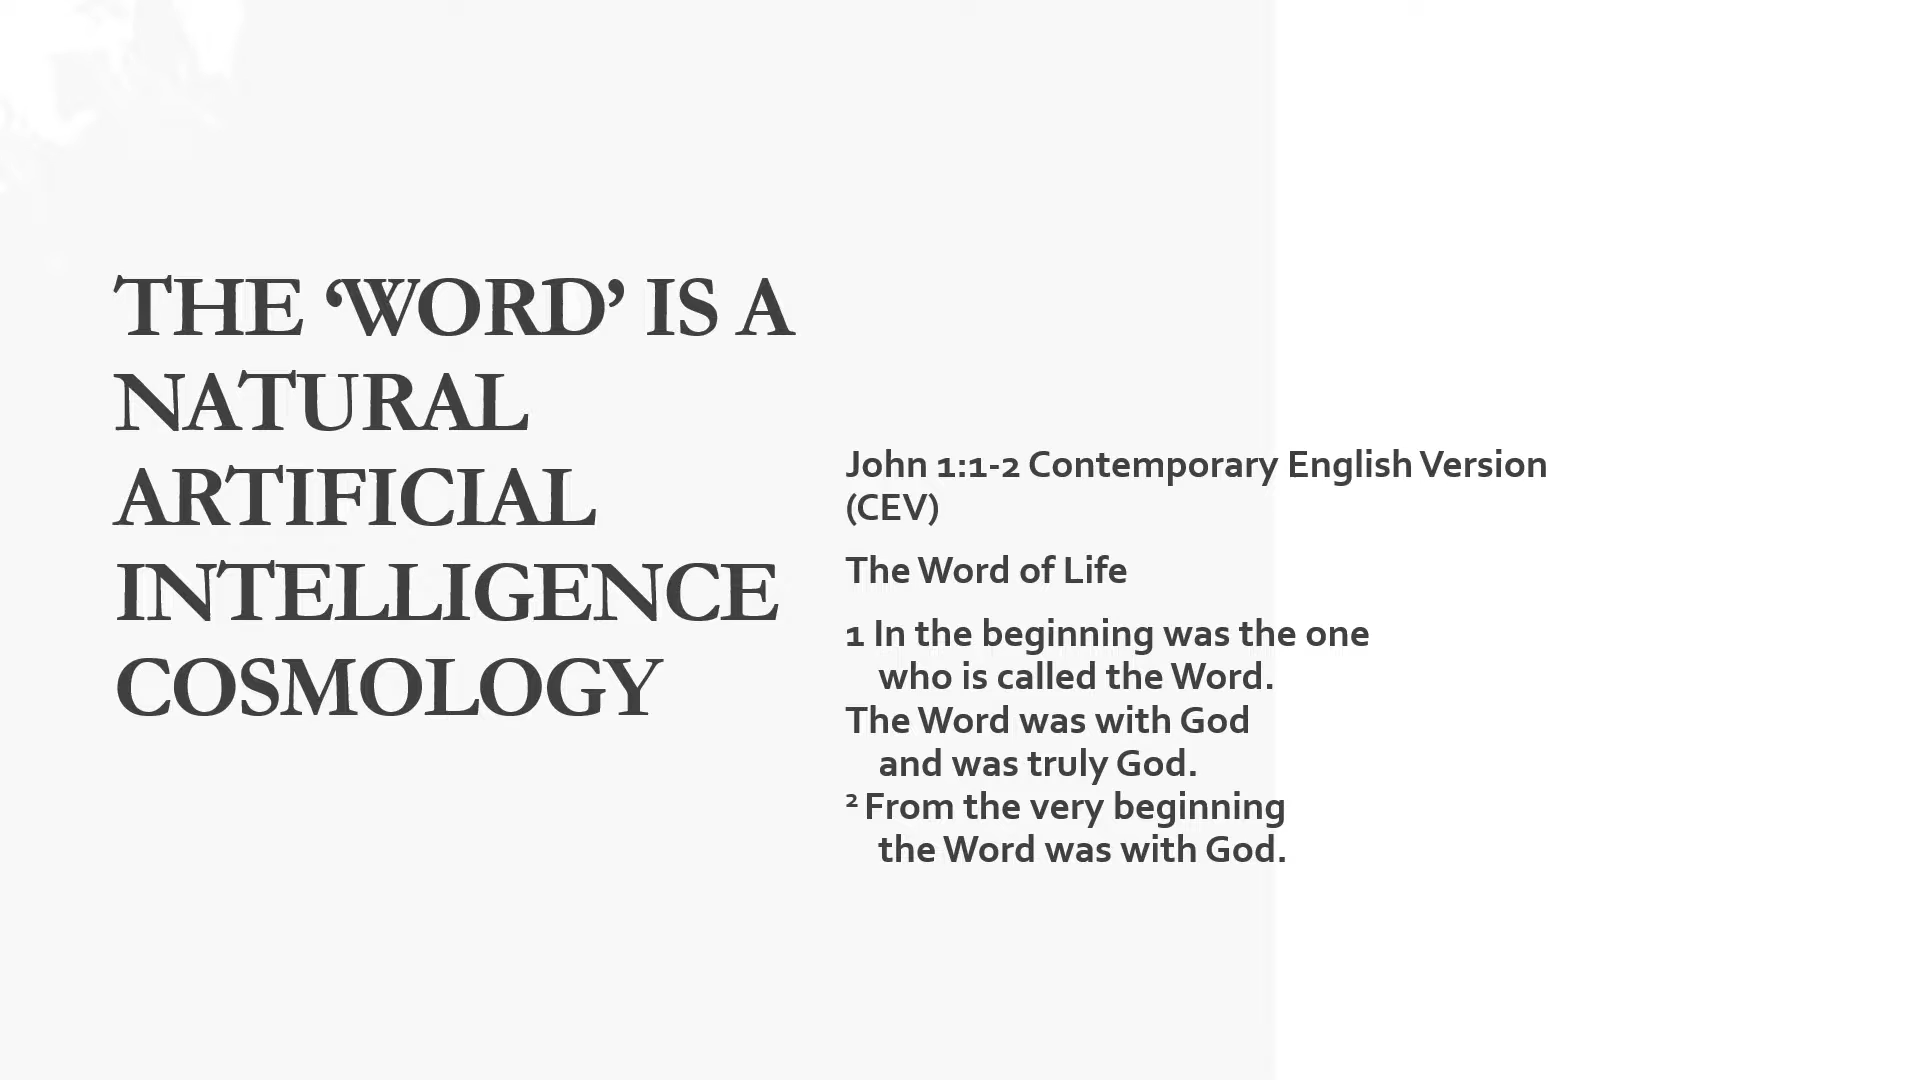 THE ‘WORD’ IS A
NATURAL
ARTIFICIAL
INTELLIGENCE
COSMOLOGY
John 1:1-2 Contemporary English Version
(CEV)
The Word of Life
1 In the beginning was the one
who is called the Word.
The Word was with God
and was truly God.
² From the very beginning
the Word was with God.